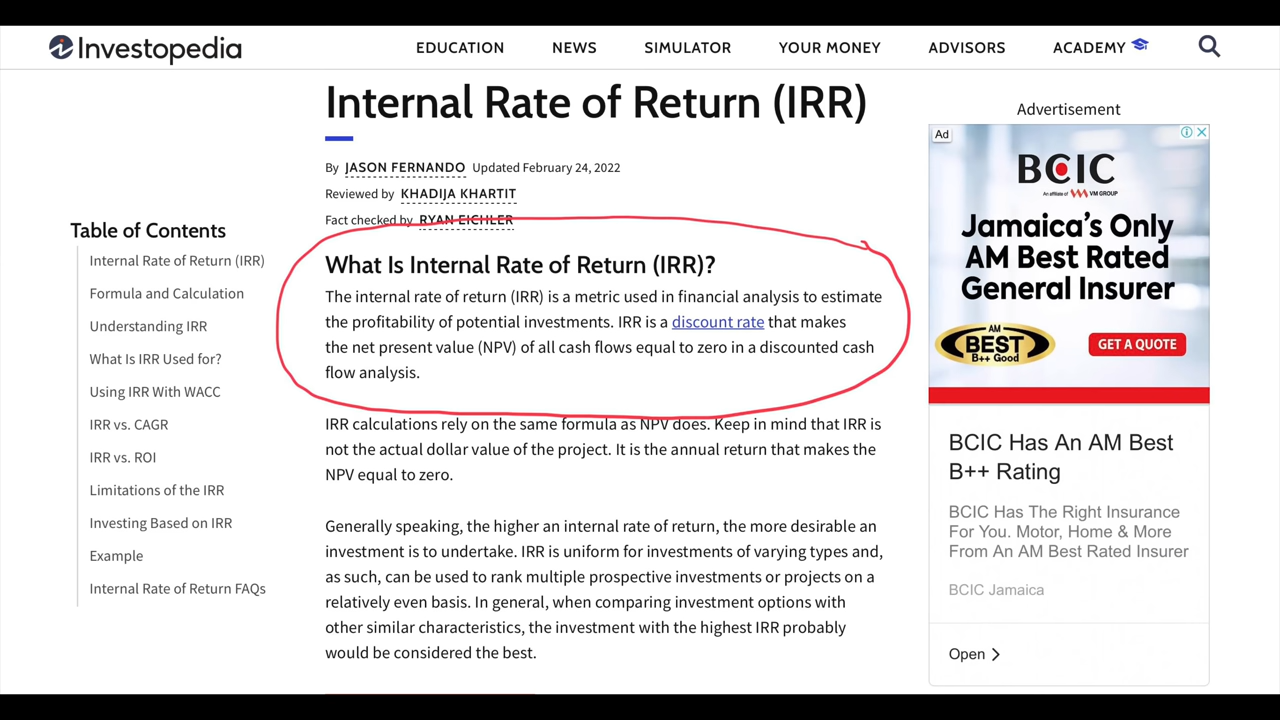 Investopedia
EDUCATION
NEWS
SIMULATOR
YOUR MONEY
ADVISORS
ACADEMY
Internal Rate of Return (IRR)
By JASON FERNANDO Updated February 24, 2022
Reviewed by KHADIJA KHARTIT
Fact checked by RYAN EICHLER
Table of Contents
Internal Rate of Return (IRR)
Formula and Calculation
Understanding IRR
What Is IRR Used for?
Using IRR With WACC
IRR vs. CAGR
IRR vs. ROI
Limitations of the IRR
Investing Based on IRR
Example
Internal Rate of Return FAQs
What Is Internal Rate of Return (IRR)?
The internal rate of return (IRR) is a metric used in financial analysis to estimate
the profitability of potential investments. IRR is a discount rate that makes
the net present value (NPV) of all cash flows equal to zero in a discounted cash
flow analysis.
IRR calculations rely on the same formula as NPV does. Keep in mind that IRR is
not the actual dollar value of the project. It is the annual return that makes the
NPV equal to zero.
Generally speaking, the higher an internal rate of return, the more desirable an
investment is to undertake. IRR is uniform for investments of varying types and,
as such, can be used to rank multiple prospective investments or projects on a
relatively even basis. In general, when comparing investment options with
other similar characteristics, the investment with the highest IRR probably
would be considered the best.
Advertisement
Ad
BCIC
An affiliate of VM GROUP
Jamaica's Only
AM Best Rated
General Insurer
AM
BEST
B++ Good
GET A QUOTE
BCIC Has An AM Best
B++ Rating
BCIC Has The Right Insurance
For You. Motor, Home & More
From An AM Best Rated Insurer
BCIC Jamaica
Open